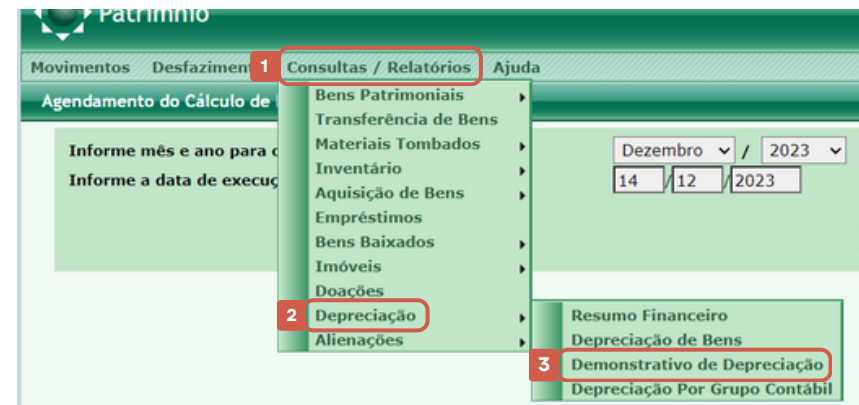 Patrimnio
Movimentos Desfaziment 1 Consultas / Relatórios Ajuda
Agendamento do Cálculo de
Bens Patrimoniais
Transferência de Bens
Informe mês e ano para c
Materiais Tombados
Dezembro / 2023
Inventário
Informe a data de execuç
14 / 12 / 2023
Aquisição de Bens
Empréstimos
Bens Baixados
Imóveis
Doações
2 Depreciação
Alienações
Resumo Financeiro
Depreciação de Bens
3 Demonstrativo de Depreciação
Depreciação Por Grupo Contábil